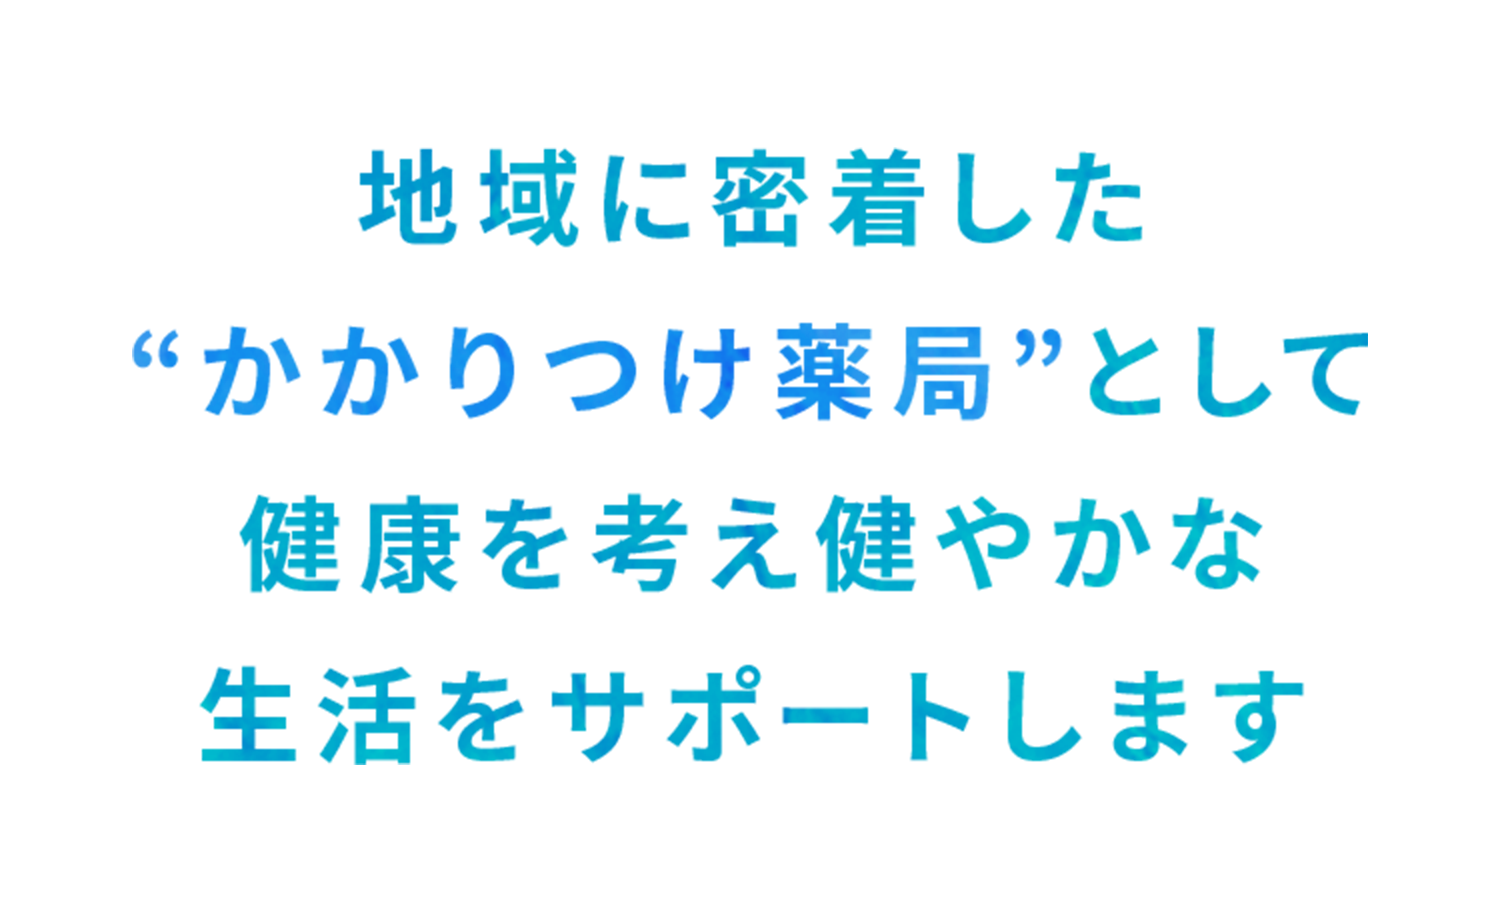 地域に密着した
“かかりつけ薬局”として
健康を考え健やかな
生活をサポートします